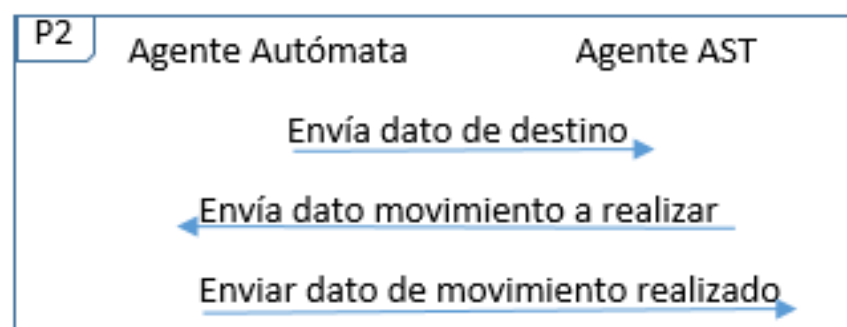 P2
Agente Autómata Agente AST
Envía dato de destino
Envía dato movimiento a realizar
Enviar dato de movimiento realizado